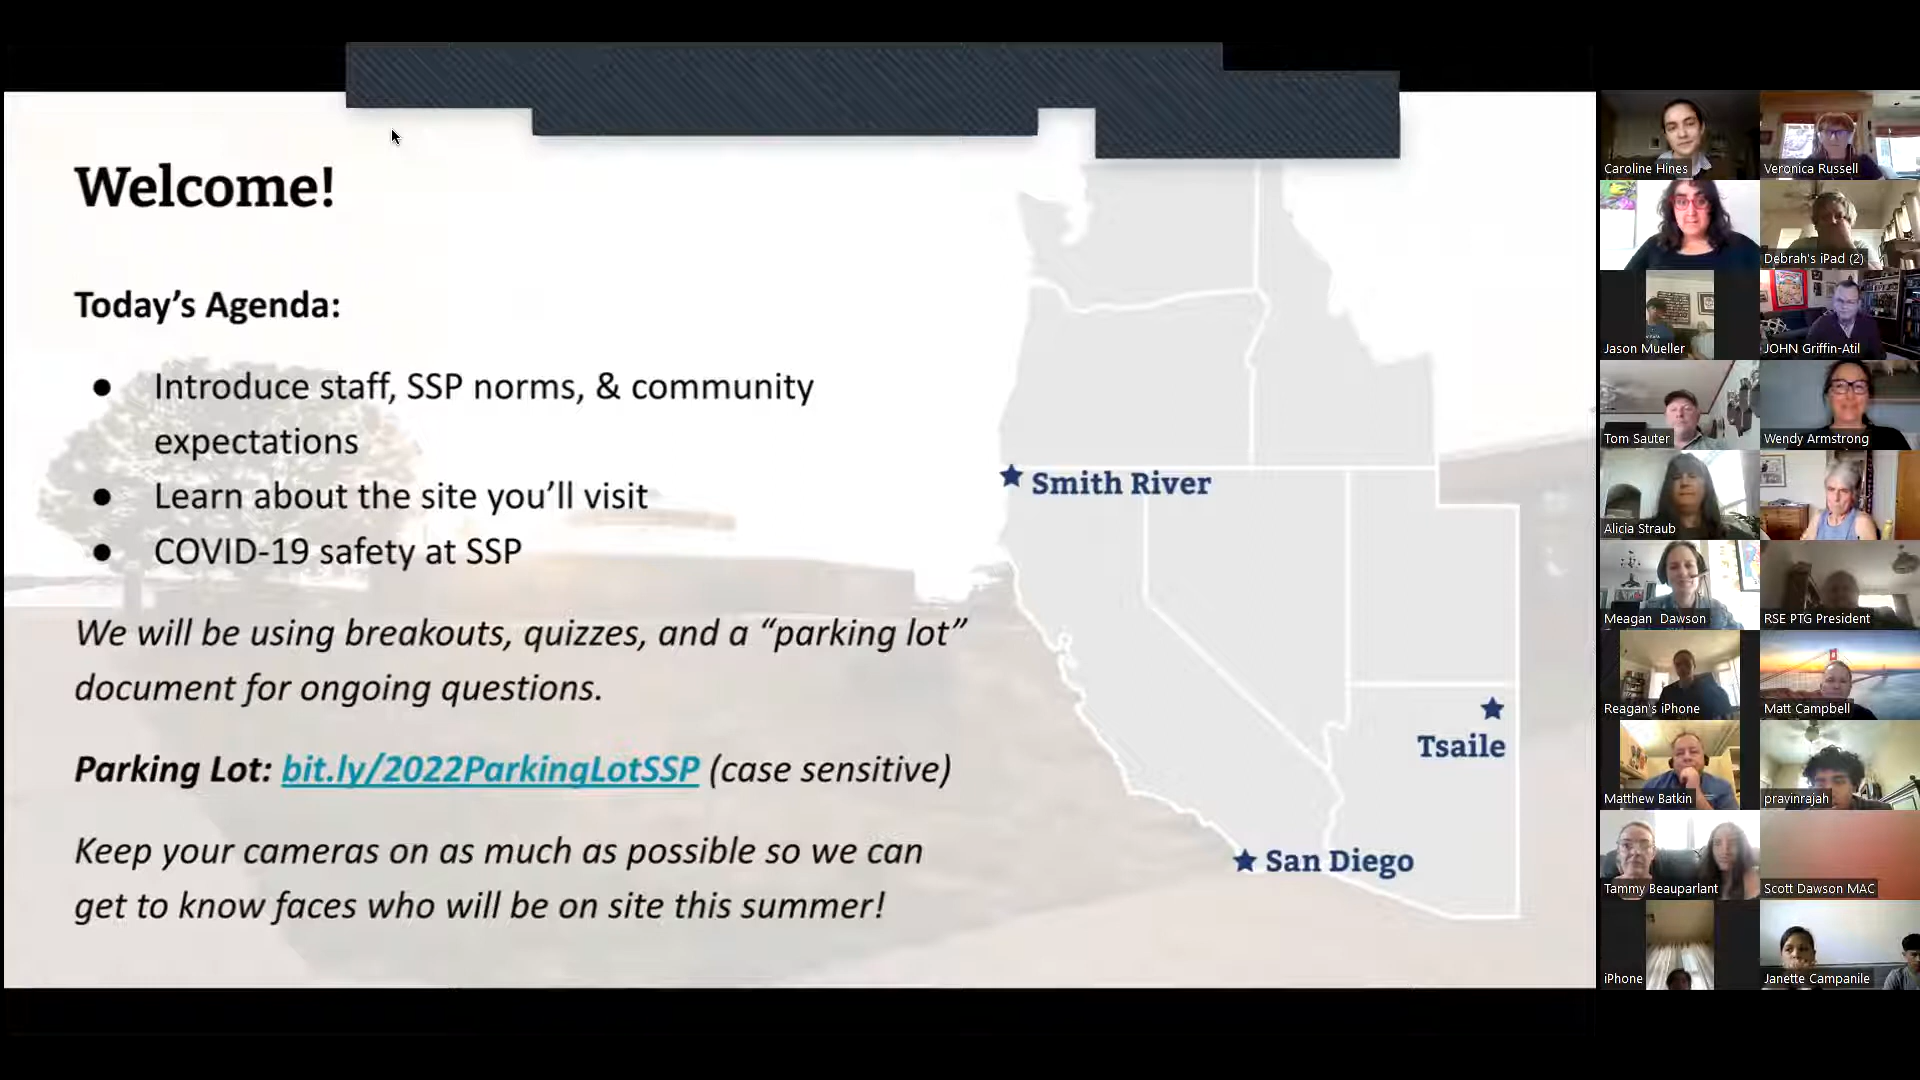 Welcome!
Today’s Agenda:
● Introduce staff, SSP norms, & community
expectations
● Learn about the site you’ll visit
● COVID-19 safety at SSP
We will be using breakouts, quizzes, and a “parking lot”
document for ongoing questions.
Parking Lot: bit.ly/2022ParkingLotSSP (case sensitive)
Keep your cameras on as much as possible so we can
get to know faces who will be on site this summer!
Smith River
Tsaile
San Diego
Caroline Hines
Veronica Russell
Debrah's iPad (2)
Jason Mueller
JOHN Griffin-Atil
Tom Sauter
Wendy Armstrong
Alicia Straub
Meagan Dawson
RSE PTG President
Reagan's iPhone
Matt Campbell
Matthew Batkin
pravinrajah
Tammy Beauparlant
Scott Dawson MAC
iPhone
Janette Campanile